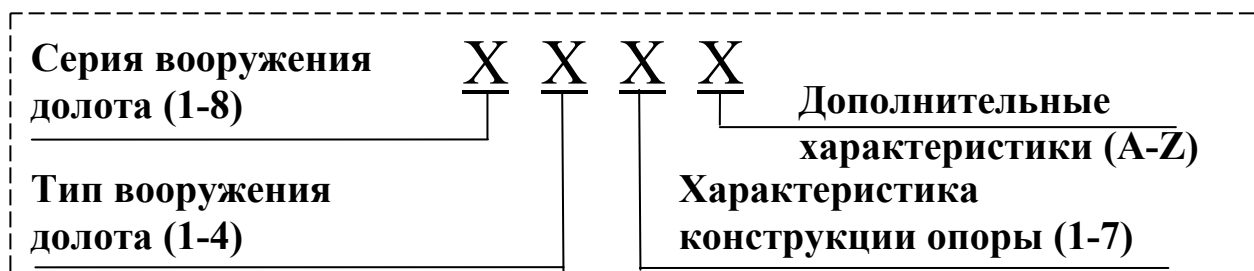 Серия вооружения
долота (1-8)
X X X X
Дополнительные
характеристики (A-Z)
Тип вооружения
долота (1-4)
Характеристика
конструкции опоры (1-7)